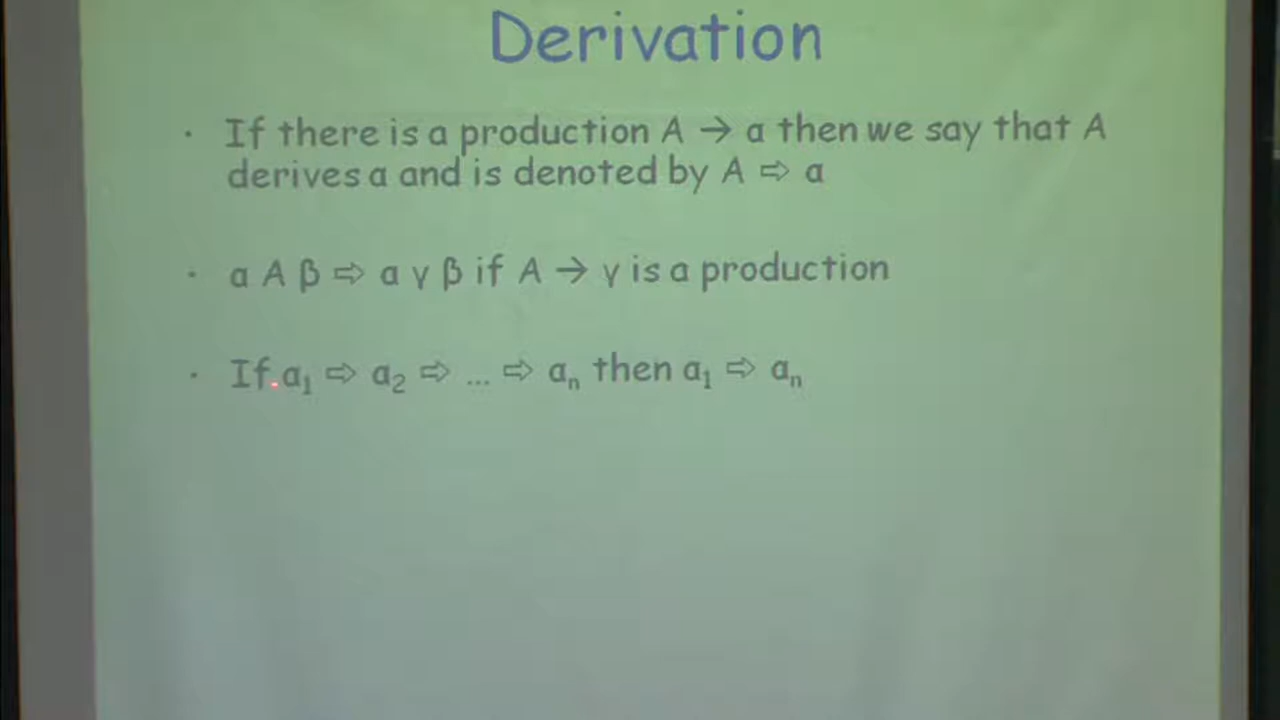 Derivation
• If there is a production A → α then we say that A
derives α and is denoted by A ⇨ α
• α A β ⇨ α γ β if A → γ is a production
• If α₁ ⇨ α₂ ⇨ ... ⇨ αₙ then α₁ ⇨ αₙ